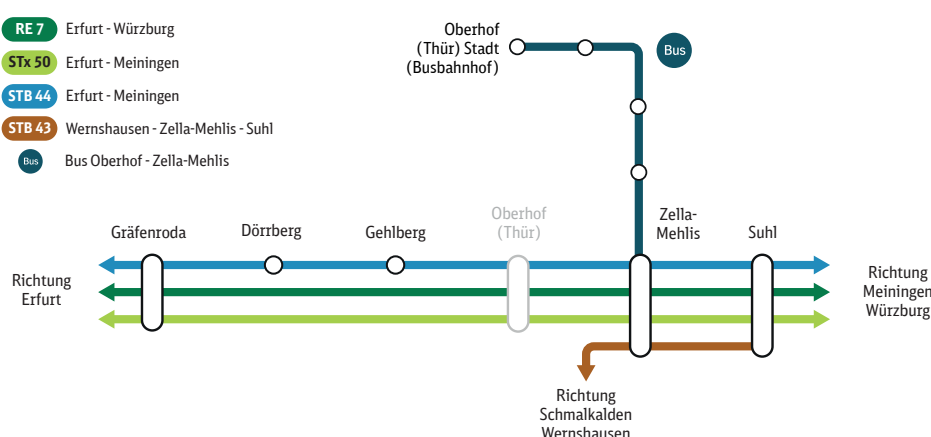 RE 7 Erfurt - Würzburg
STx 50 Erfurt - Meiningen
STB 44 Erfurt - Meiningen
STB 43 Wernshausen - Zella-Mehlis - Suhl
Bus Bus Oberhof - Zella-Mehlis
Oberhof
(Thür) Stadt
(Busbahnhof)
Bus
Gräfenroda
Dörrberg
Gehlberg
Oberhof
(Thür)
Zella-
Mehlis
Suhl
Richtung
Erfurt
Richtung
Meiningen
Würzburg
Richtung
Schmalkalden
Wernshausen